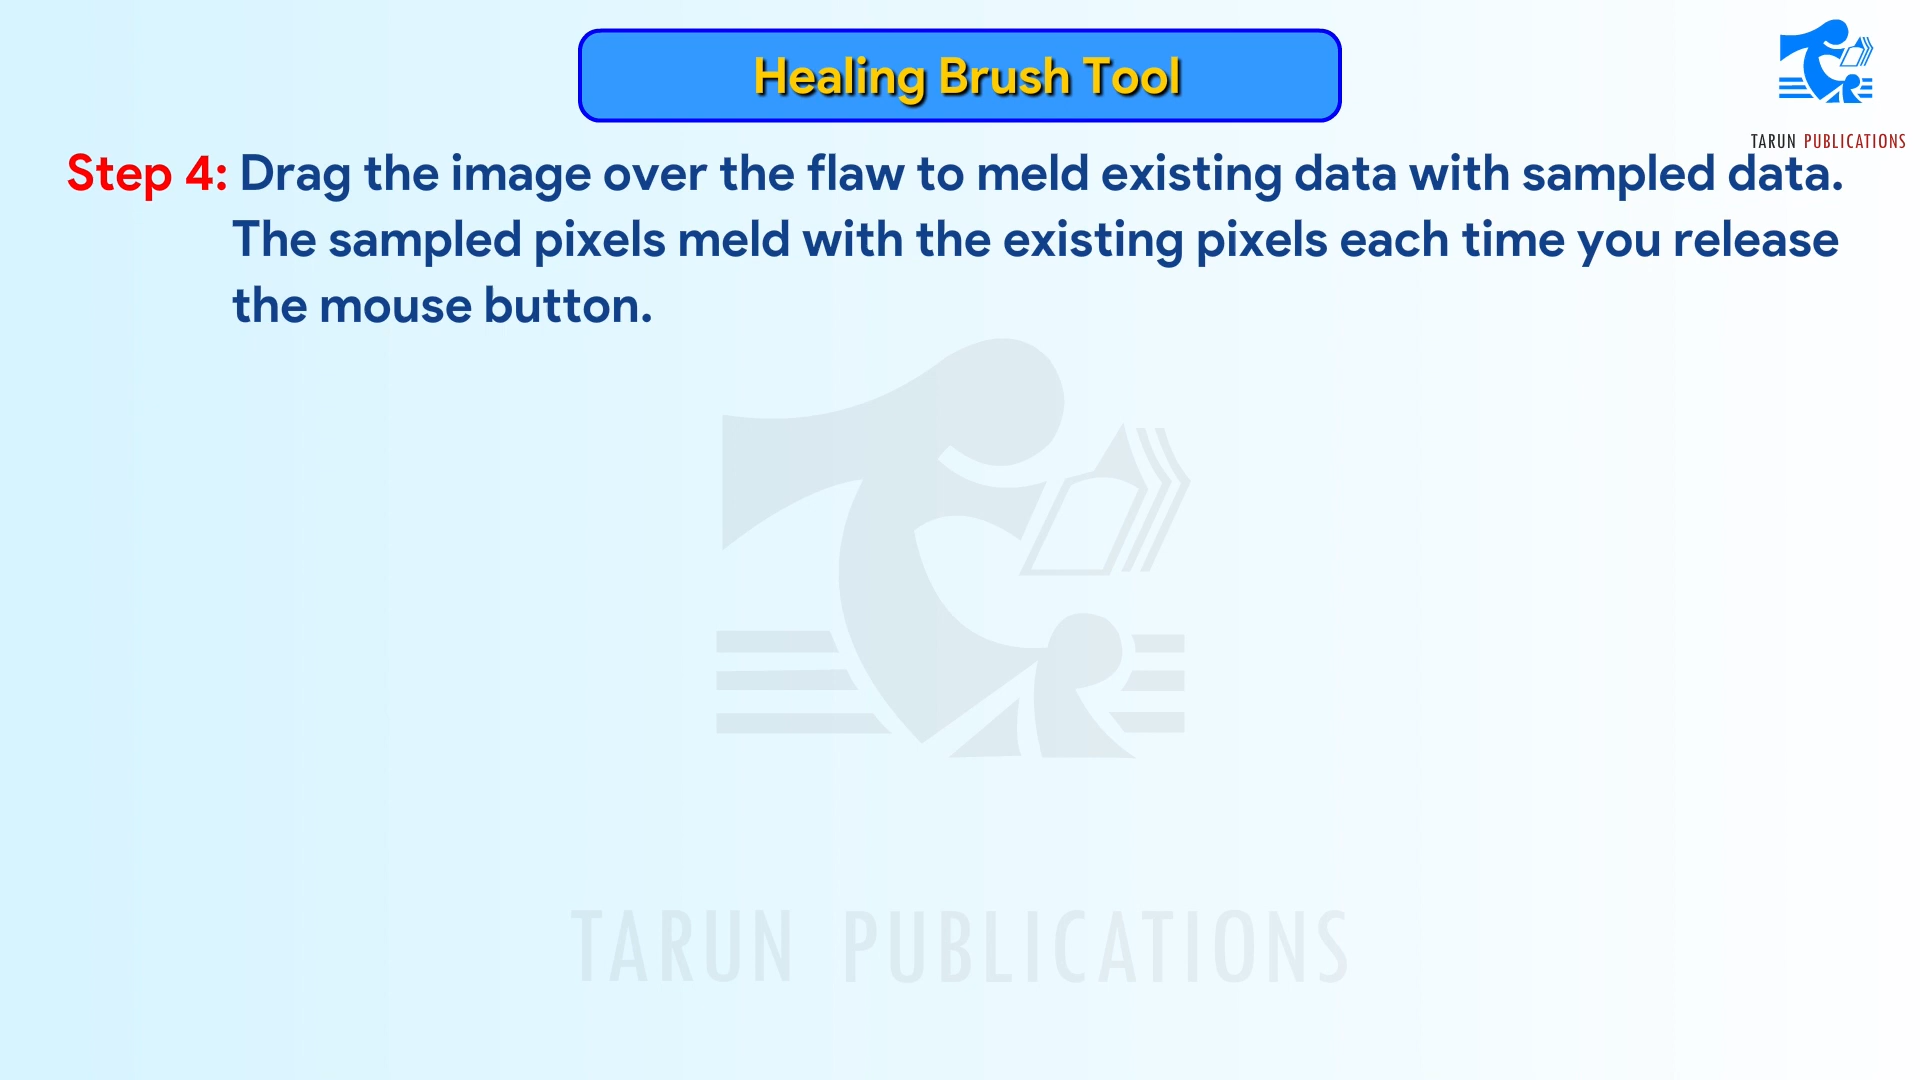 Healing Brush Tool
TARUN PUBLICATIONS
Step 4: Drag the image over the flaw to meld existing data with sampled data.
The sampled pixels meld with the existing pixels each time you release
the mouse button.
TARUN PUBLICATIONS